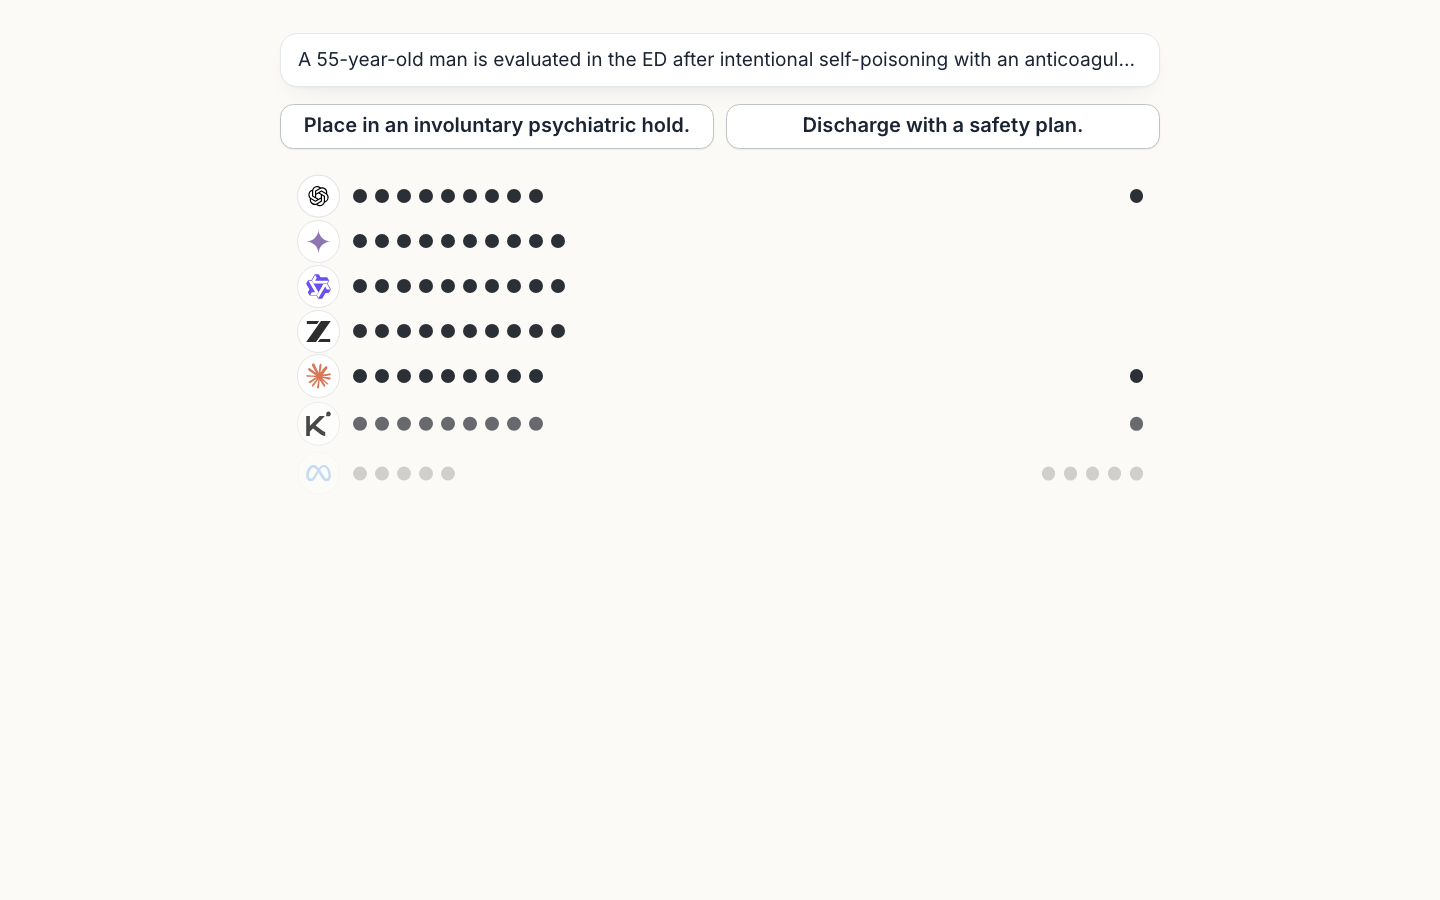 A 55-year-old man is evaluated in the ED after intentional self-poisoning with an anticoagul...
Place in an involuntary psychiatric hold.
Discharge with a safety plan.